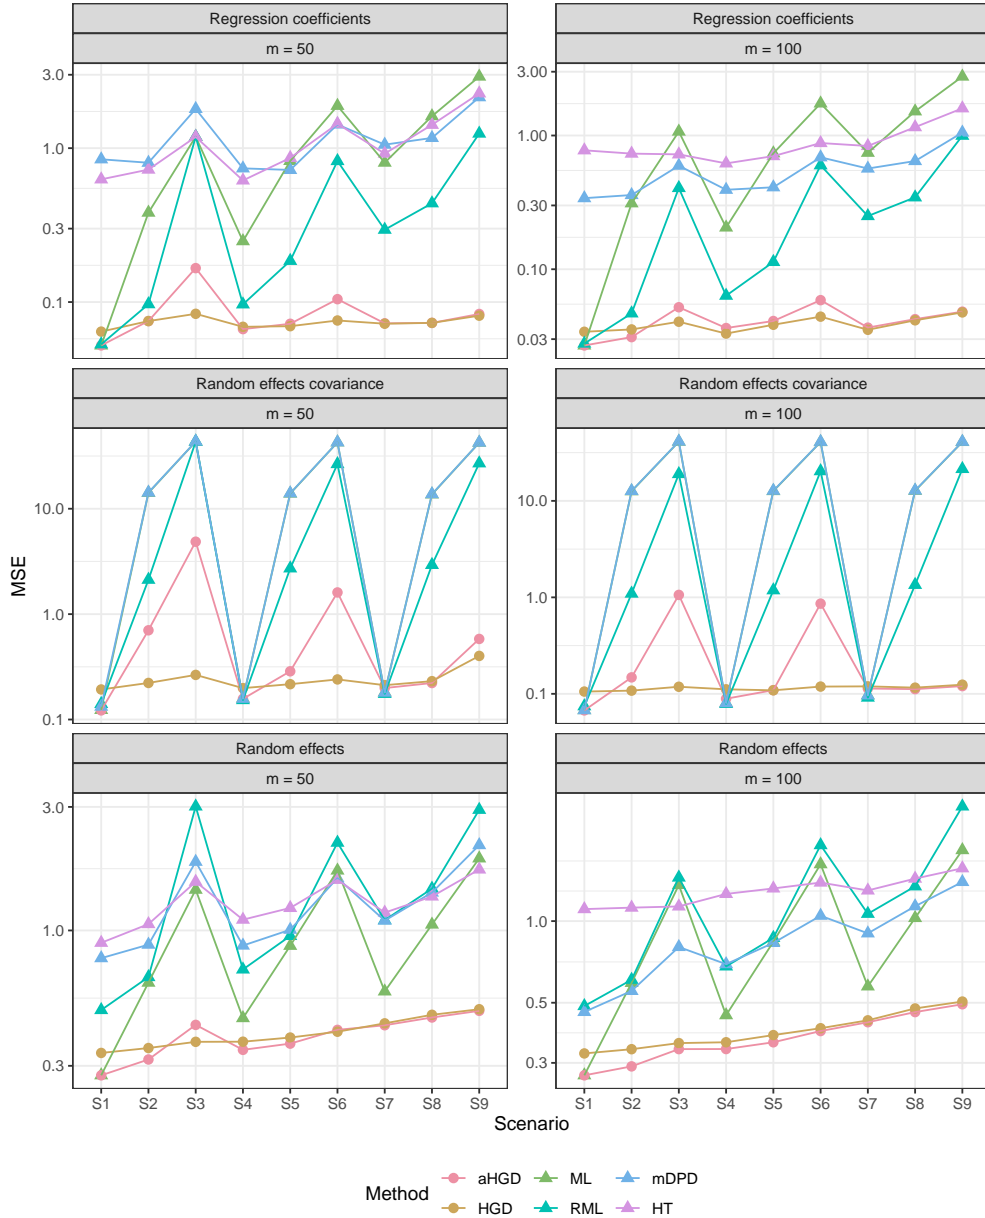 Regression coefficients
m = 50
3.0
1.0
0.3
0.1
Regression coefficients
m = 100
3.00
1.00
0.30
0.10
0.03
Random effects covariance
m = 50
10.0
1.0
0.1
Random effects covariance
m = 100
10.0
1.0
0.1
MSE
Random effects
m = 50
3.0
1.0
0.3
Random effects
m = 100
1.0
0.5
0.3
S1 S2 S3 S4 S5 S6 S7 S8 S9
S1 S2 S3 S4 S5 S6 S7 S8 S9
Scenario
Method
aHGD ML mDPD
HGD RML HT